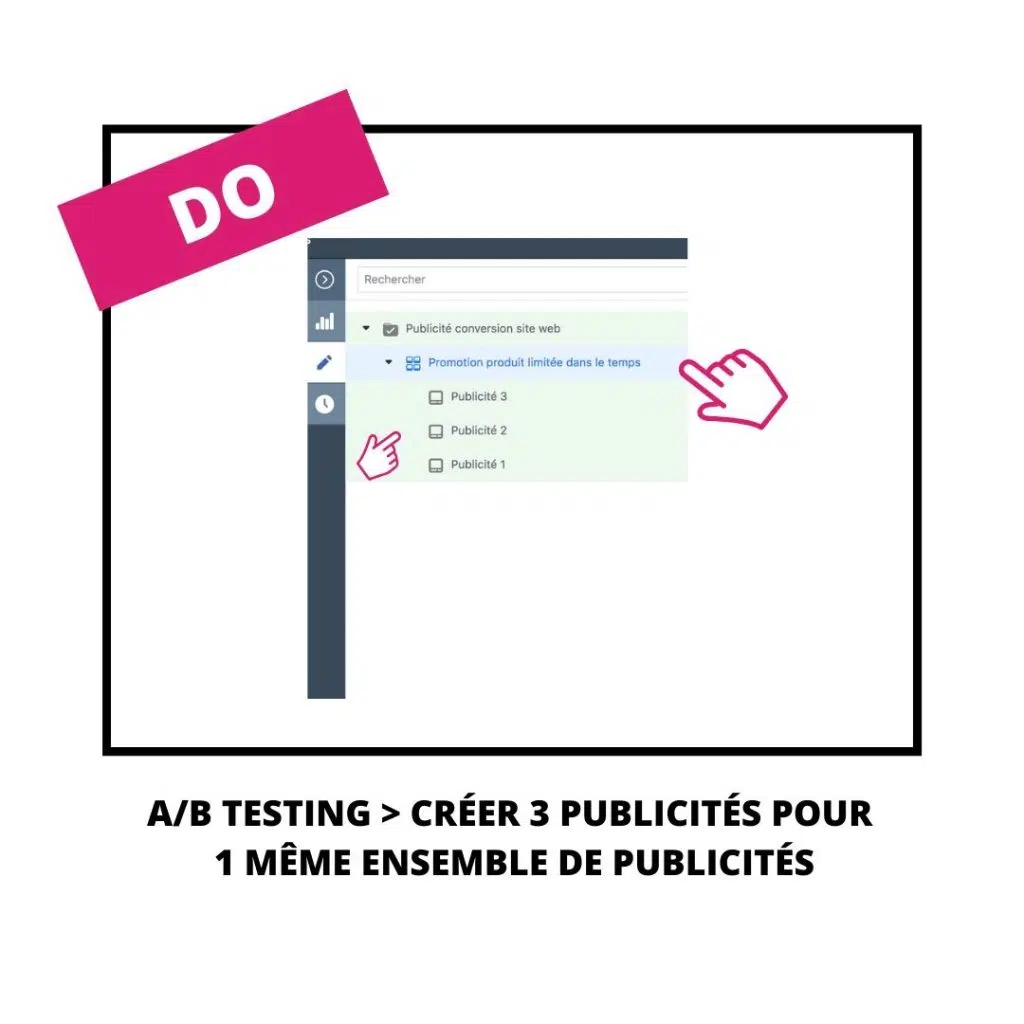 DO
Rechercher
Publicité conversion site web
Promotion produit limitée dans le temps
Publicité 3
Publicité 2
Publicité 1
A/B TESTING > CRÉER 3 PUBLICITÉS POUR
1 MÊME ENSEMBLE DE PUBLICITÉS